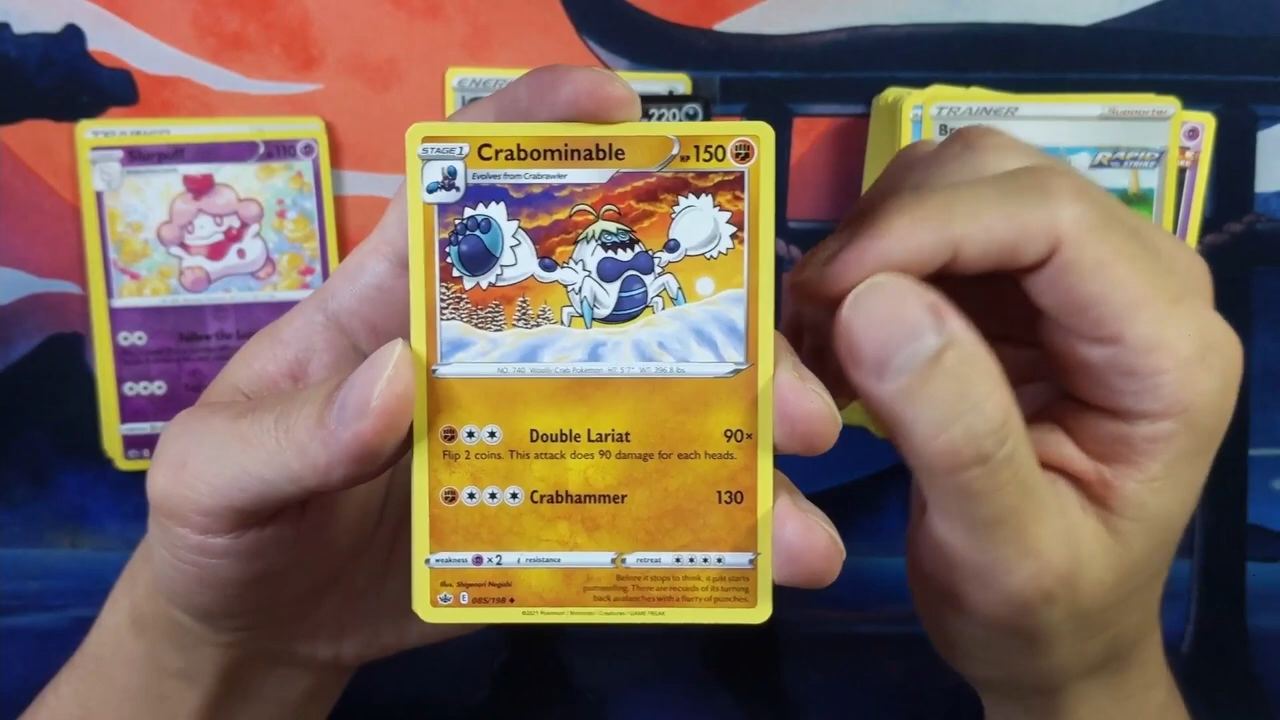 ENERGY
220
TRAINER
Supporter
RAPID
STRIKE
Slurpuff
110
STAGE 1
Crabominable
HP 150
Evolves from Crabrawler
NO. 740 Woolly Crab Pokémon HT: 5'7" WT: 396.8 lbs.
Double Lariat 90×
Flip 2 coins. This attack does 90 damage for each heads.
Crabhammer 130
weakness ×2 resistance retreat
Illus. Shigenori Negishi
Before it stops to think, it just starts
pummeling. There are records of its turning
back avalanches with a flurry of punches.
E 085/198
©2021 Pokémon / Nintendo / Creatures / GAME FREAK